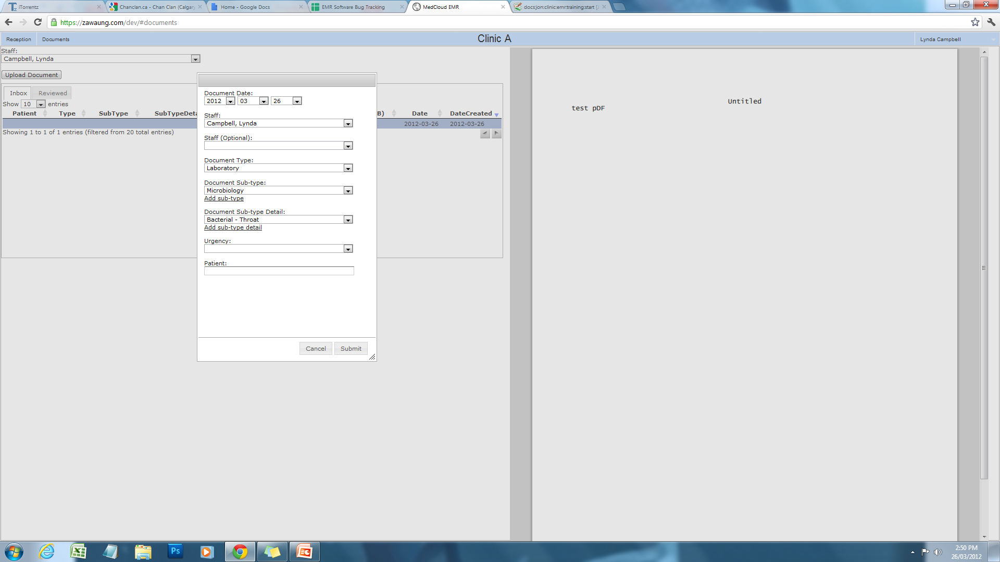 iTorrentz
Chanclan.ca - Chan Clan (Calgary
Home - Google Docs
EMR Software Bug Tracking
MedCloud EMR
docs:jon:clinic:emr:training:start [
https://zawaung.com/dev/#documents
Reception
Documents
Clinic A
Lynda Campbell
Staff:
Campbell, Lynda
Upload Document
Inbox
Reviewed
Show 10 entries
Patient Type SubType SubTypeDeta B) Date DateCreated
2012-03-26 2012-03-26
Showing 1 to 1 of 1 entries (filtered from 20 total entries)
Document Date:
2012 03 26
Staff:
Campbell, Lynda
Staff (Optional):
Document Type:
Laboratory
Document Sub-type:
Microbiology
Add sub-type
Document Sub-type Detail:
Bacterial - Throat
Add sub-type detail
Urgency:
Patient:
Cancel
Submit
Untitled
test pDF
Ps
2:50 PM
26/03/2012